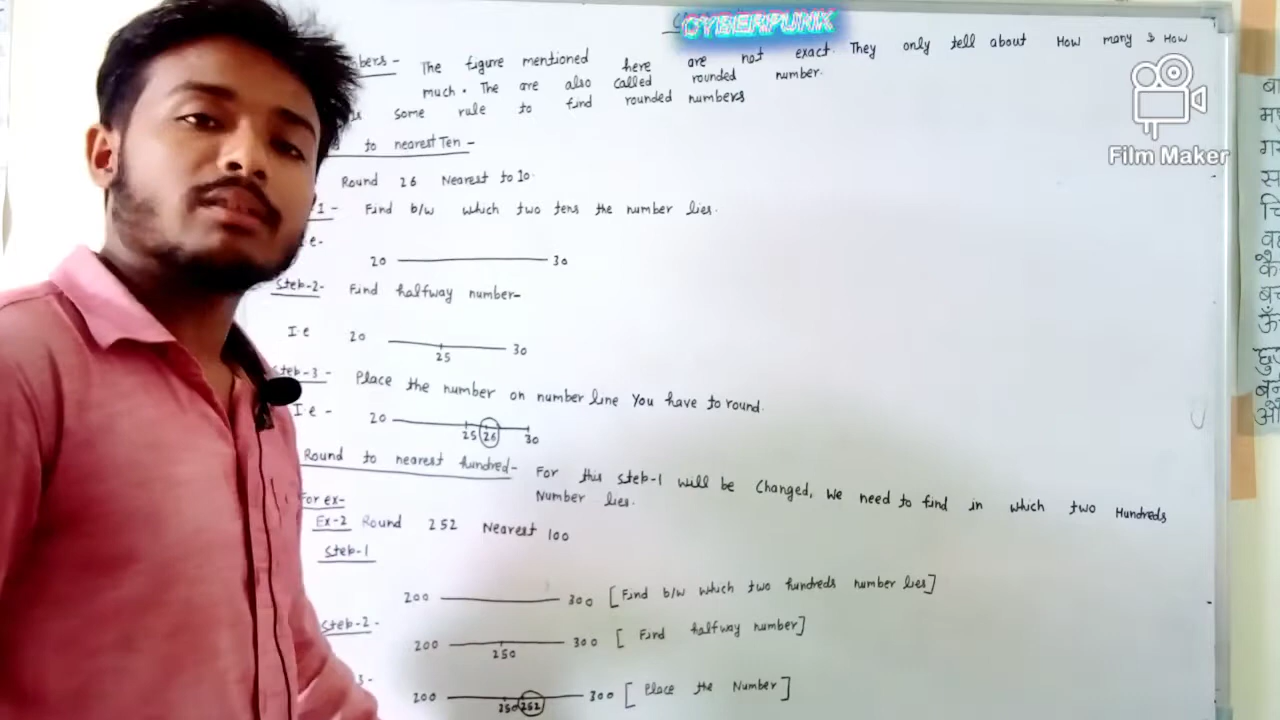 CYBERPUNK
bers- The figure mentioned here are not exact. They only tell about How many & How
much. The are also called rounded number.
some rule to find rounded numbers
to nearest Ten-
Round 26 Nearest to 10.
1- Find b/w which two tens the number lies.
e-
20 30
Step-2- Find halfway number-
I.e 20 25 30
Step-3- Place the number on number line You have to round.
I.e- 20 25 26 30
Round to nearest hundred- For this step-1 will be changed, we need to find in which two Hundreds
Number lies.
For ex-
Ex-2 Round 252 Nearest 100
Step-1
200 300 [Find b/w which two hundreds number lies]
Step-2-
200 250 300 [Find halfway number]
3-
200 250 252 300 [Place the Number]
Film Maker